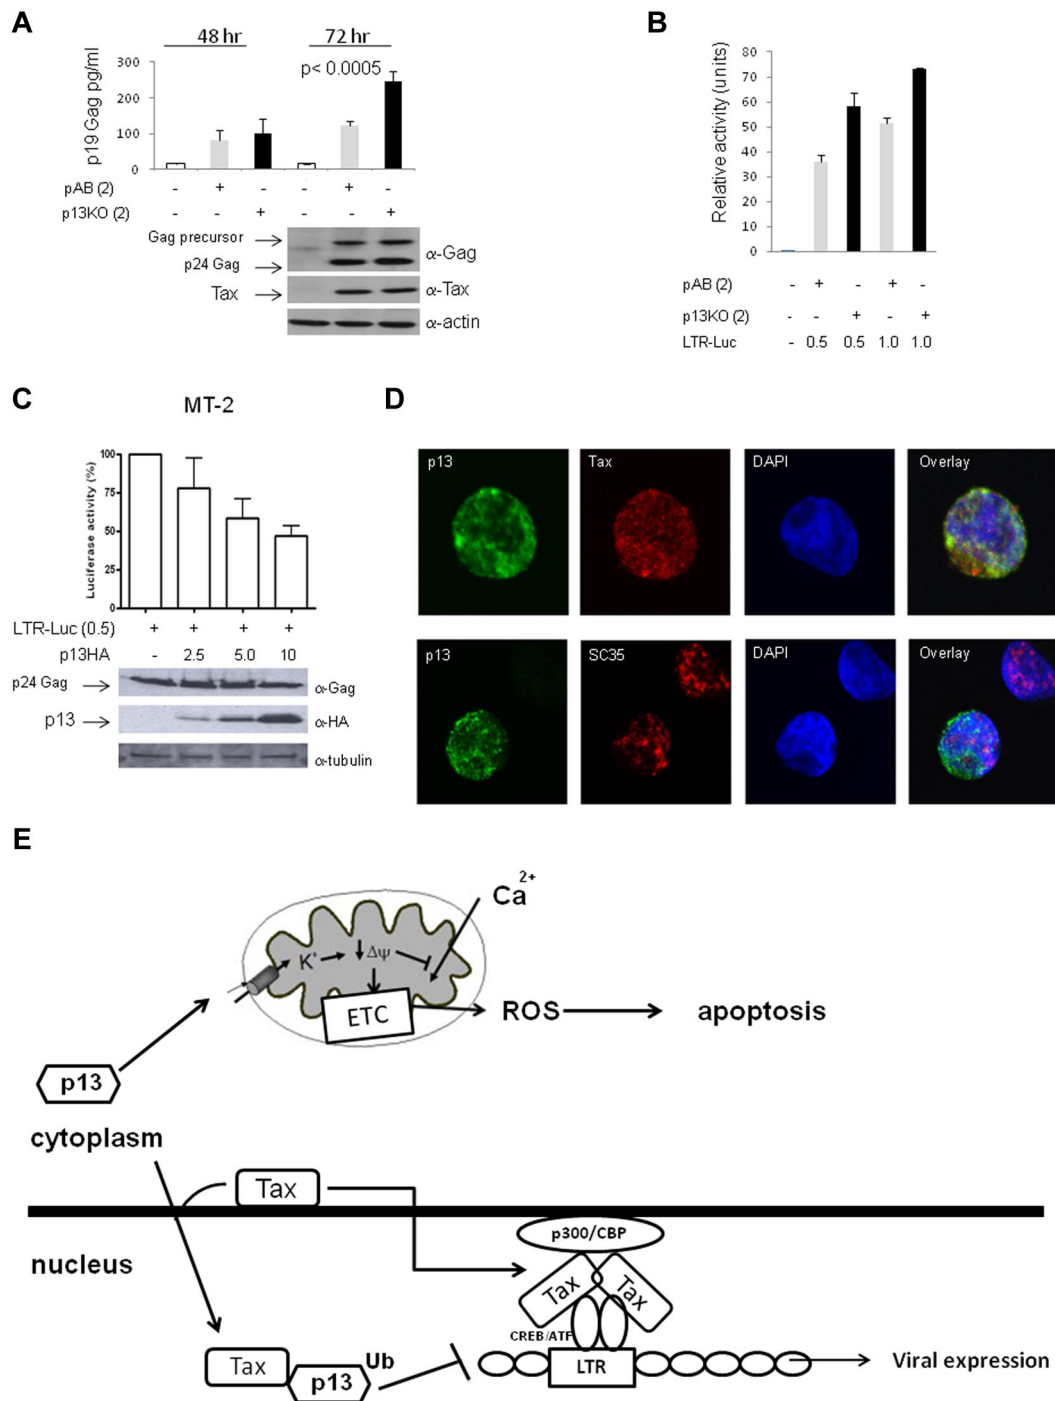 A
48 hr 72 hr
p< 0.0005
p19 Gag pg/ml
300
200
100
0
pAB (2) - + - - + -
p13KO (2) - - + - - +
Gag precursor
p24 Gag
α-Gag
Tax
α-Tax
α-actin
B
Relative activity (units)
80
70
60
50
40
30
20
10
0
pAB (2) - + - + -
p13KO (2) - - + - +
LTR-Luc - 0.5 0.5 1.0 1.0
C
MT-2
Luciferase activity (%)
100
75
50
25
0
LTR-Luc (0.5) + + + +
p13HA - 2.5 5.0 10
p24 Gag
α-Gag
p13
α-HA
α-tubulin
D
p13 Tax DAPI Overlay
p13 SC35 DAPI Overlay
E
Ca2+
K+ Δψ
ETC
ROS apoptosis
p13
cytoplasm
Tax
nucleus
p300/CBP
Tax Tax
CREB/ATF
LTR
Viral expression
Tax p13 Ub